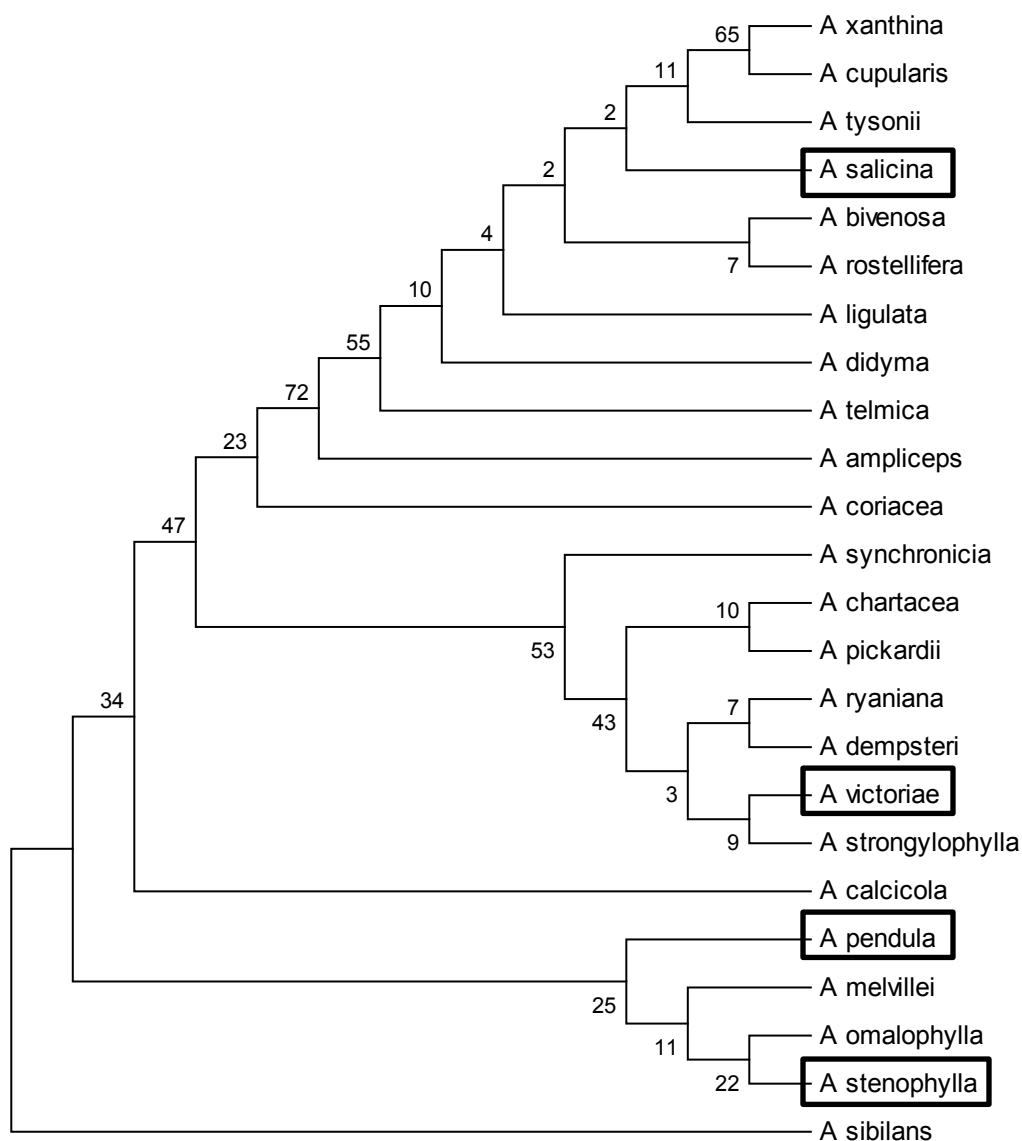 65
A xanthina
A cupularis
11
A tysonii
2
A salicina
2
A bivenosa
7
A rostellifera
4
A ligulata
10
A didyma
55
A telmica
72
A ampliceps
23
A coriacea
47
A synchronicia
53
10
A chartacea
A pickardii
43
7
A ryaniana
A dempsteri
3
A victoriae
9
A strongylophylla
34
A calcicola
A pendula
25
A melvillei
11
A omalophylla
22
A stenophylla
A sibilans